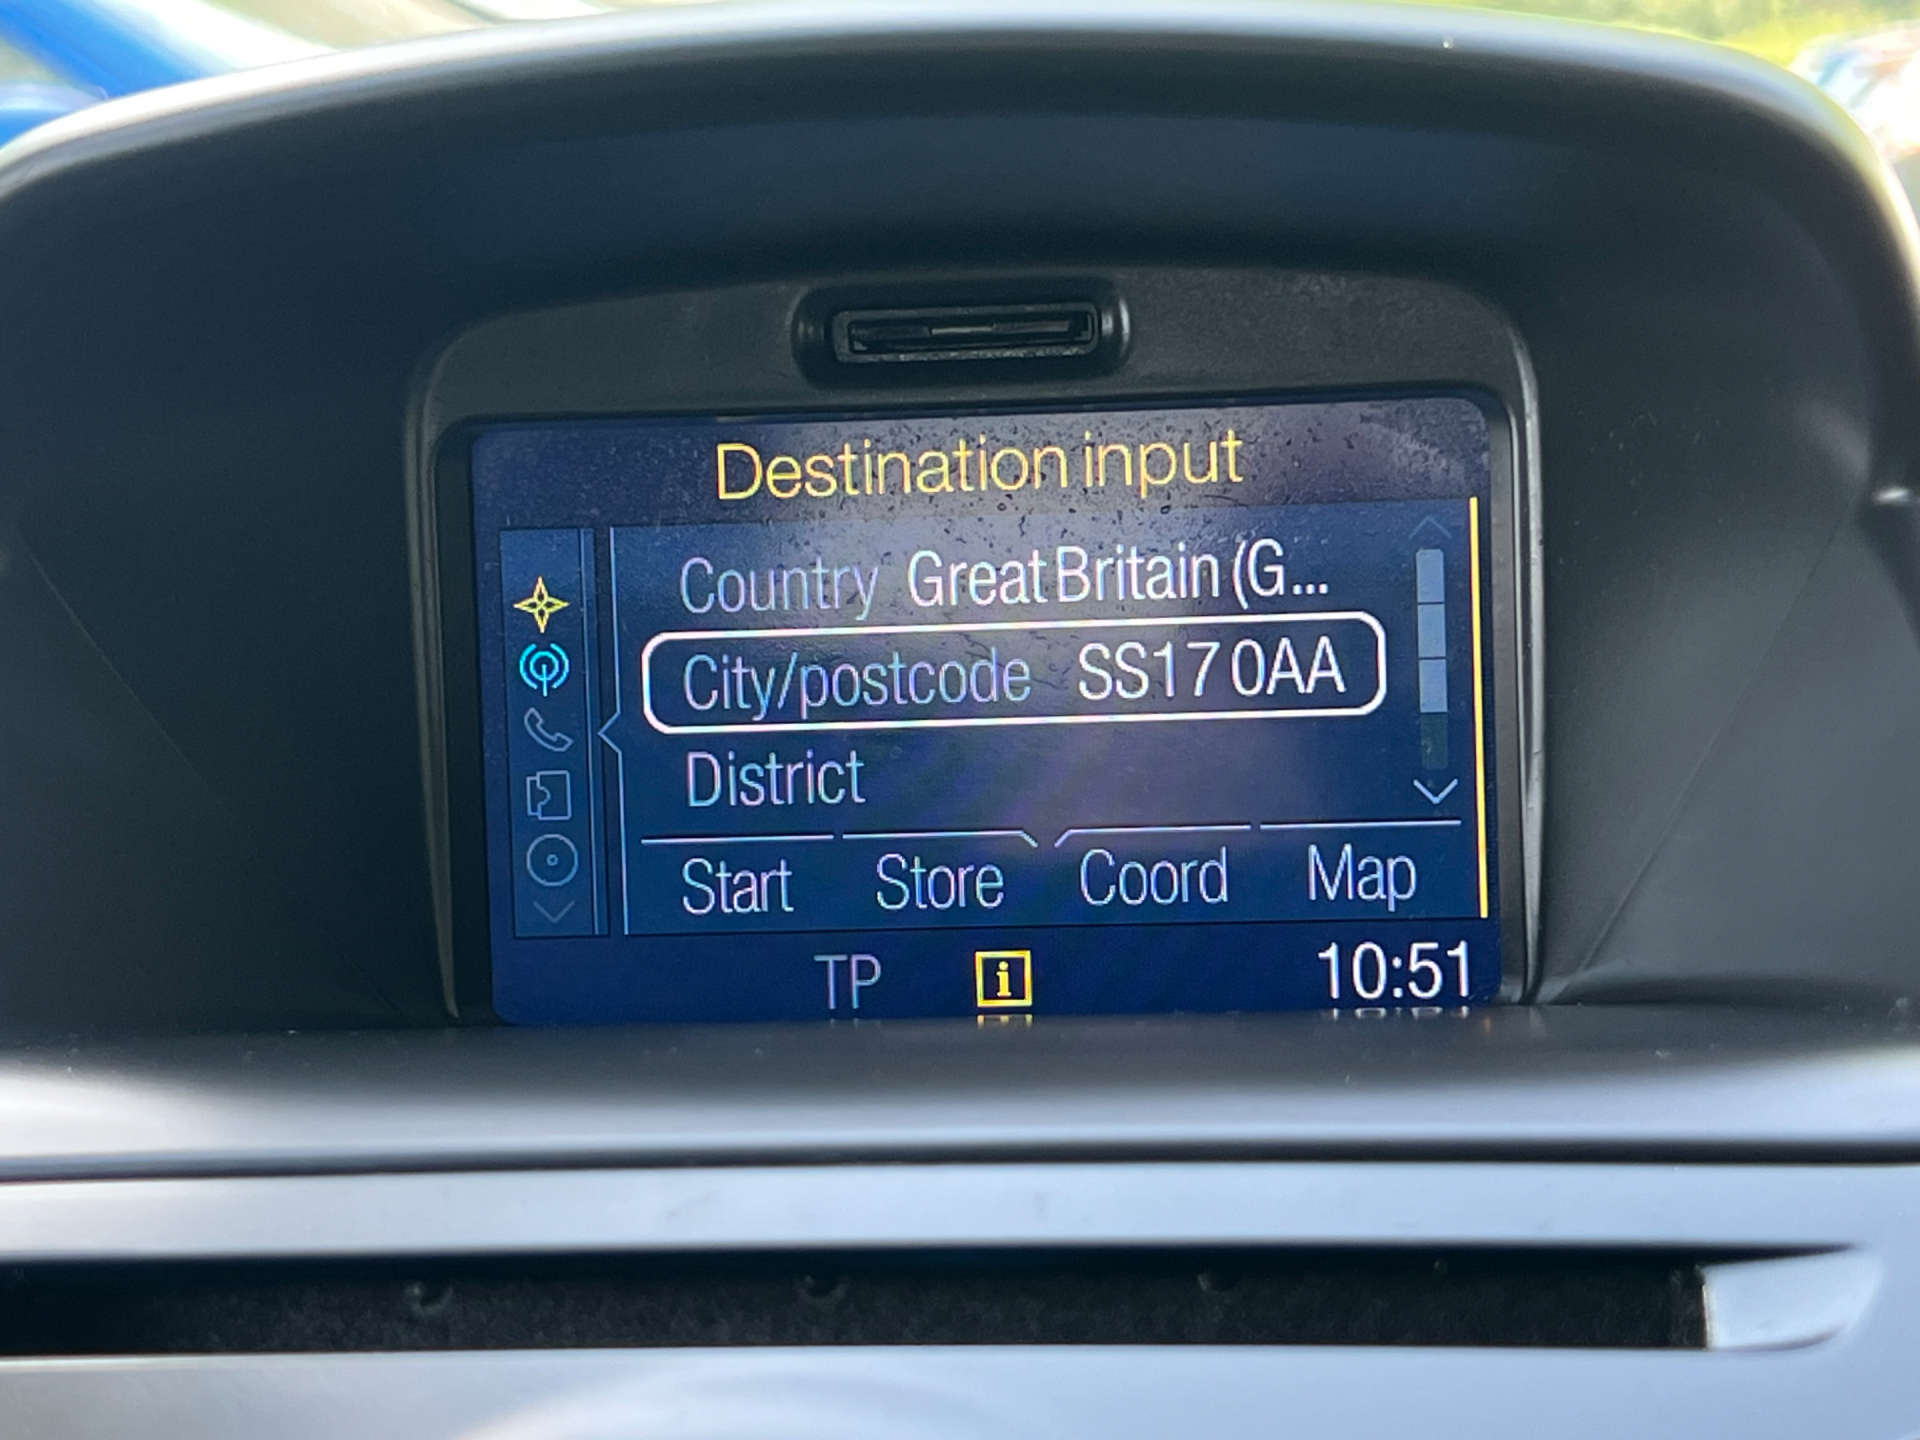 Destination input
Country Great Britain (G...
City/postcode SS17 0AA
District
Start Store Coord Map
TP i 10:51